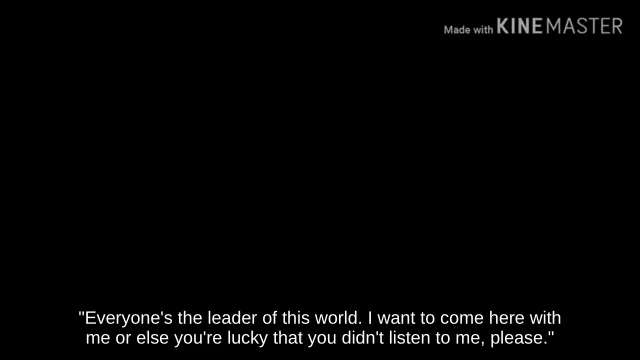 Made with KINEMASTER
"Everyone's the leader of this world. I want to come here with
me or else you're lucky that you didn't listen to me, please."